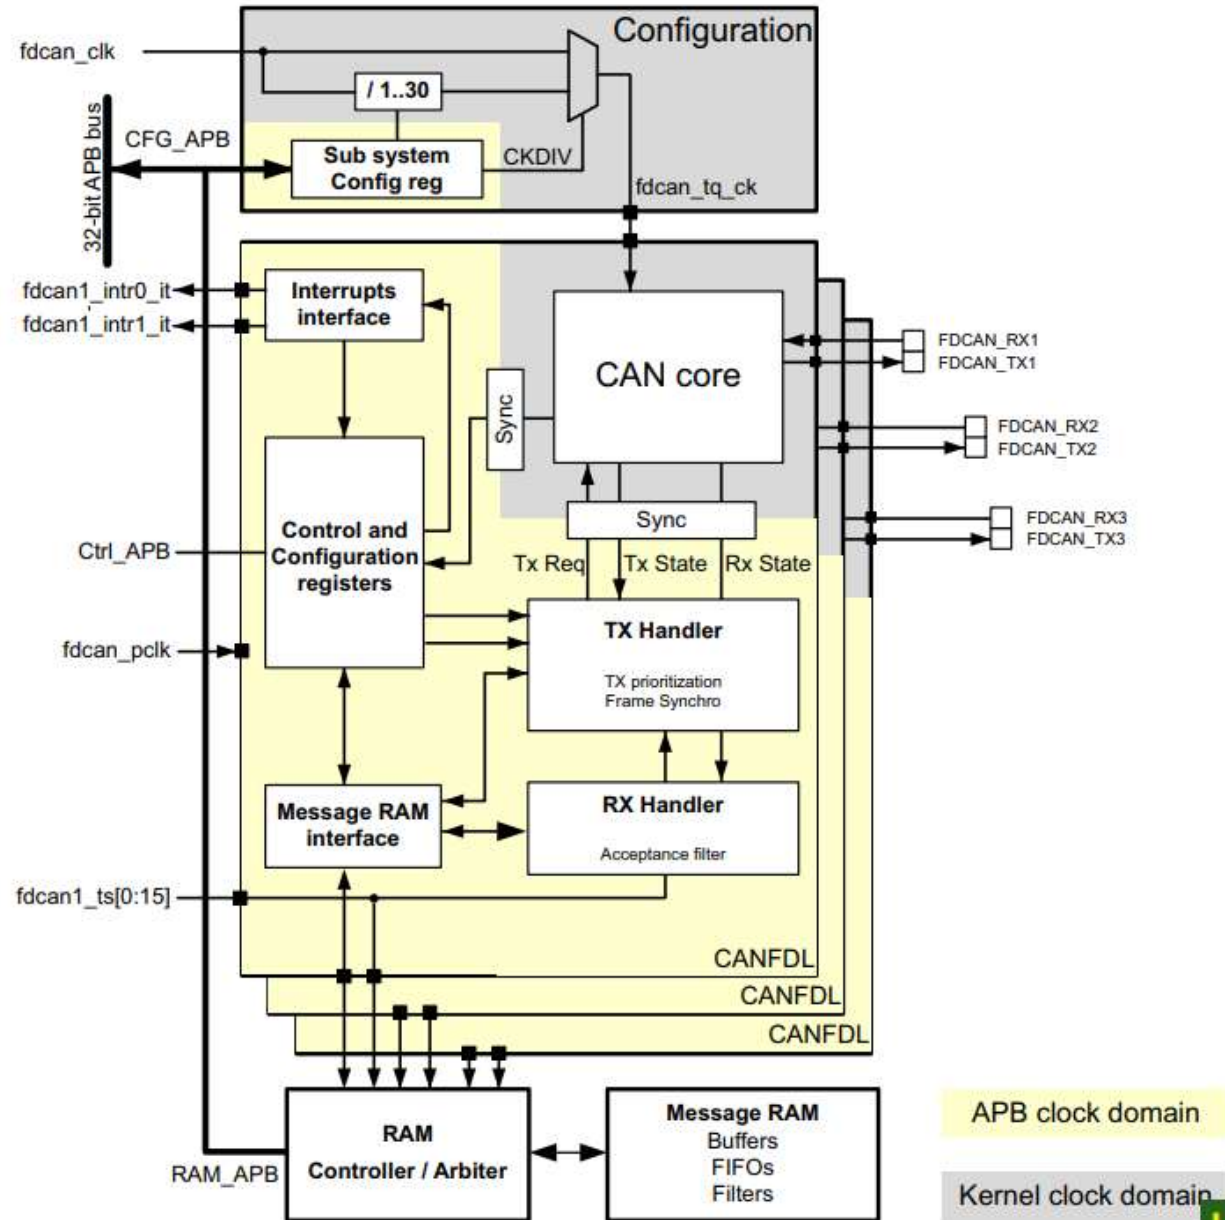 Configuration
fdcan_clk
/ 1..30
32-bit APB bus
CFG_APB
Sub system
Config reg
CKDIV
fdcan_tq_ck
fdcan1_intr0_it
fdcan1_intr1_it
Interrupts
interface
CAN core
FDCAN_RX1
FDCAN_TX1
Sync
FDCAN_RX2
FDCAN_TX2
Sync
FDCAN_RX3
FDCAN_TX3
Ctrl_APB
Control and
Configuration
registers
Tx Req
Tx State
Rx State
fdcan_pclk
TX Handler
TX prioritization
Frame Synchro
Message RAM
interface
RX Handler
Acceptance filter
fdcan1_ts[0:15]
CANFDL
CANFDL
CANFDL
RAM
Controller / Arbiter
RAM_APB
Message RAM
Buffers
FIFOs
Filters
APB clock domain
Kernel clock domain